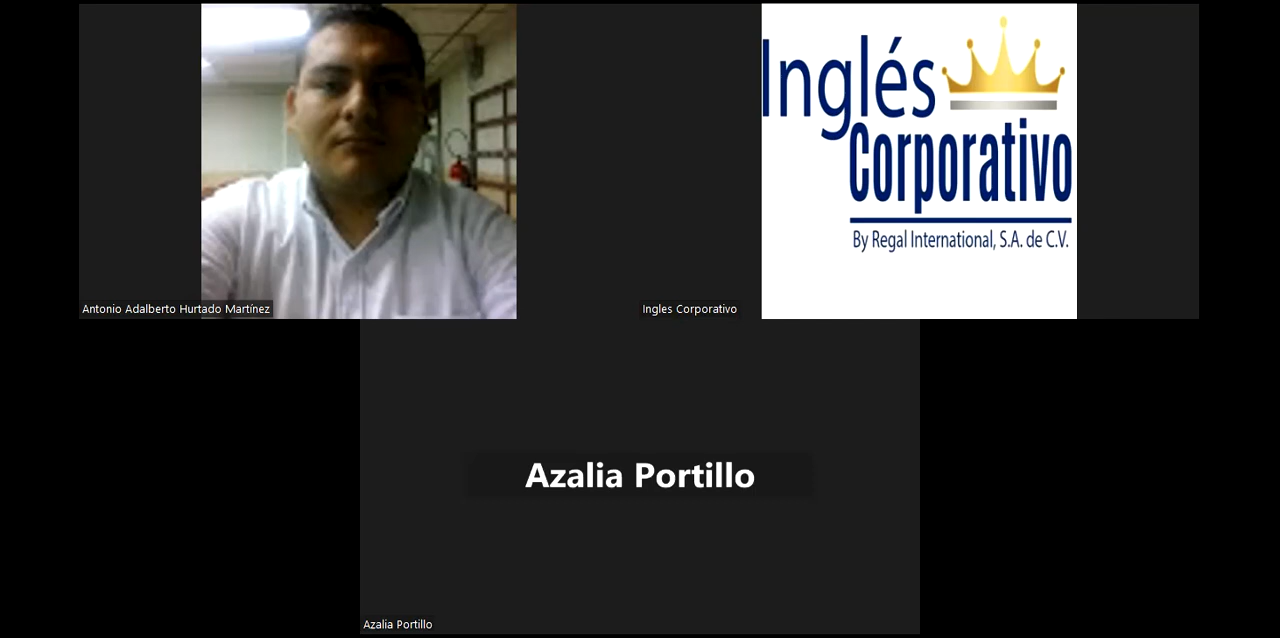 Inglés
Corporativo
By Regal International, S.A. de C.V.
Antonio Adalberto Hurtado Martínez
Ingles Corporativo
Azalia Portillo
Azalia Portillo